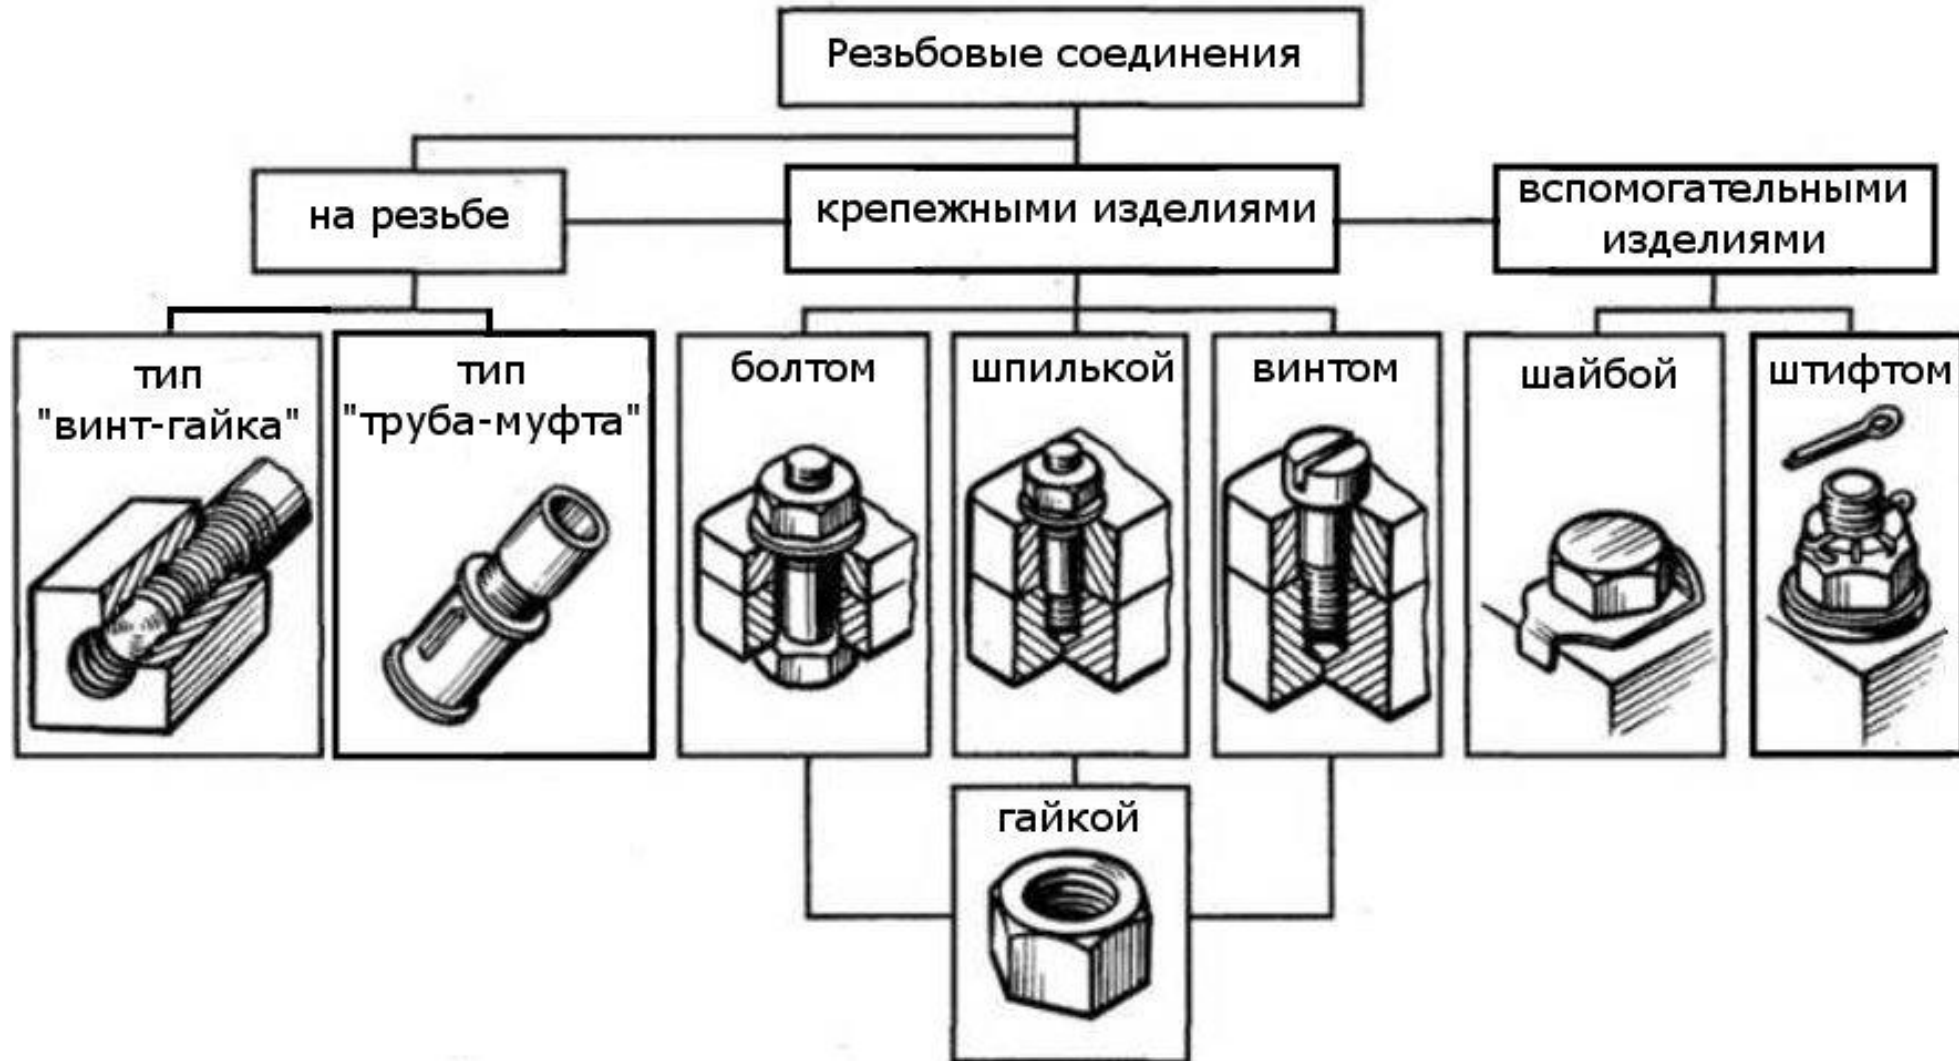 Резьбовые соединения
на резьбе
крепежными изделиями
вспомогательными
изделиями
тип
"винт-гайка"
тип
"труба-муфта"
болтом
шпилькой
винтом
шайбой
штифтом
гайкой